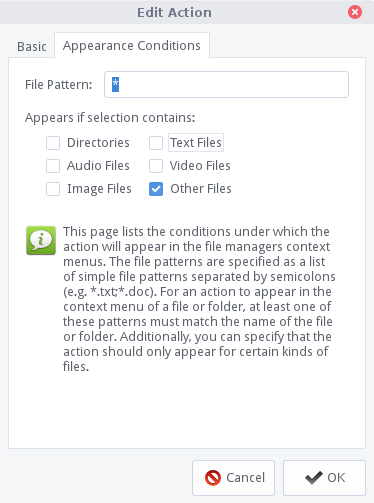 Edit Action
Basic Appearance Conditions
File Pattern: *
Appears if selection contains:
Directories Text Files
Audio Files Video Files
Image Files Other Files
This page lists the conditions under which the
action will appear in the file managers context
menus. The file patterns are specified as a list
of simple file patterns separated by semicolons
(e.g. *.txt;*.doc). For an action to appear in the
context menu of a file or folder, at least one of
these patterns must match the name of the file
or folder. Additionally, you can specify that the
action should only appear for certain kinds of
files.
Cancel OK